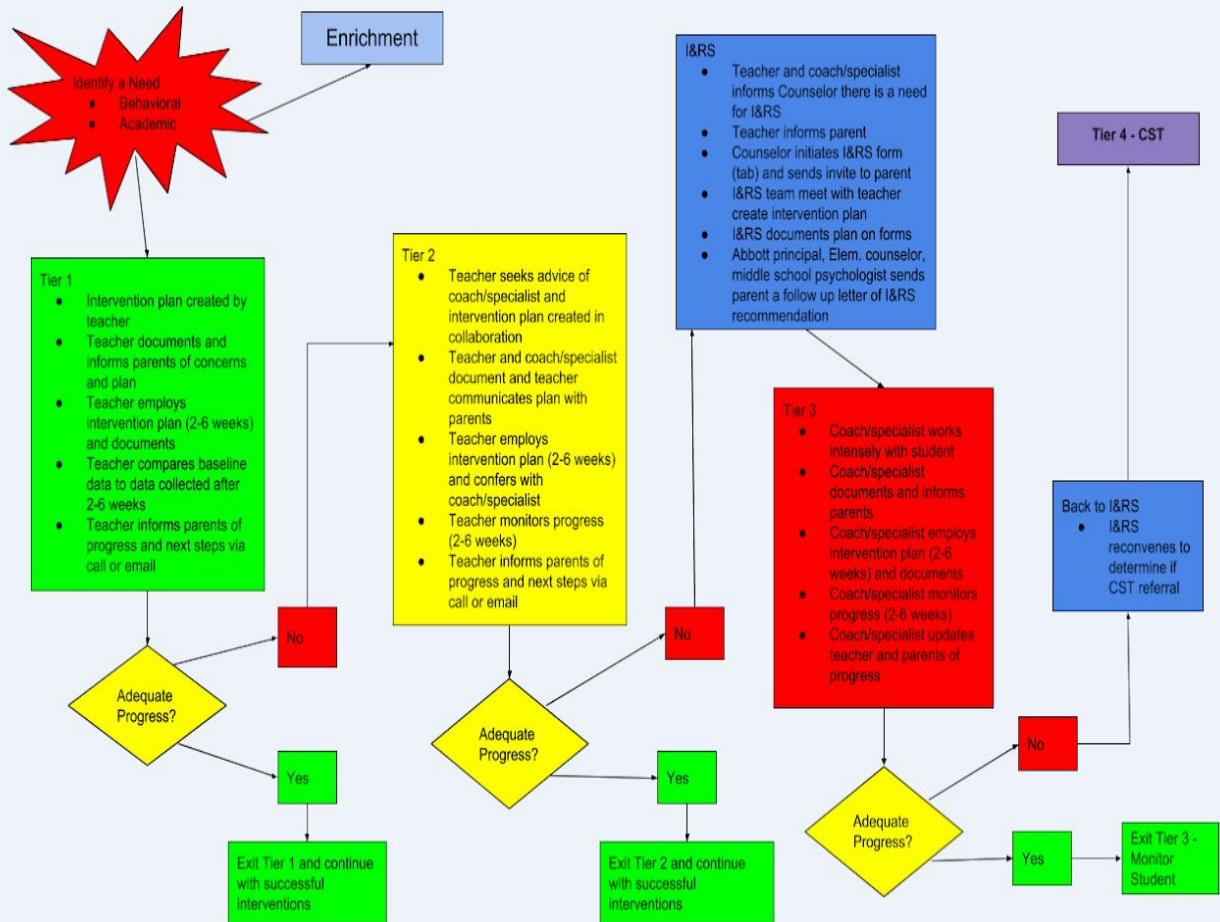 Identify a Need
● Behavioral
● Academic
Enrichment
Tier 1
● Intervention plan created by
teacher
● Teacher documents and
informs parents of concerns
and plan
● Teacher employs
intervention plan (2-6 weeks)
and documents
● Teacher compares baseline
data to data collected after
2-6 weeks
● Teacher informs parents of
progress and next steps via
call or email
Adequate
Progress?
No
Yes
Exit Tier 1 and continue
with successful
interventions
Tier 2
● Teacher seeks advice of
coach/specialist and
intervention plan created in
collaboration
● Teacher and coach/specialist
document and teacher
communicates plan with
parents
● Teacher employs
intervention plan (2-6 weeks)
and confers with
coach/specialist
● Teacher monitors progress
(2-6 weeks)
● Teacher informs parents of
progress and next steps via
call or email
Adequate
Progress?
No
Yes
Exit Tier 2 and continue
with successful
interventions
I&RS
● Teacher and coach/specialist
informs Counselor there is a need
for I&RS
● Teacher informs parent
● Counselor initiates I&RS form
(tab) and sends invite to parent
● I&RS team meet with teacher
create intervention plan
● I&RS documents plan on forms
● Abbott principal, Elem. counselor,
middle school psychologist sends
parent a follow up letter of I&RS
recommendation
Tier 3
● Coach/specialist works
intensely with student
● Coach/specialist
documents and informs
parents
● Coach/specialist employs
intervention plan (2-6
weeks) and documents
● Coach/specialist monitors
progress (2-6 weeks)
● Coach/specialist updates
teacher and parents of
progress
Adequate
Progress?
No
Yes
Exit Tier 3 -
Monitor
Student
Back to I&RS
● I&RS
reconvenes to
determine if
CST referral
Tier 4 - CST